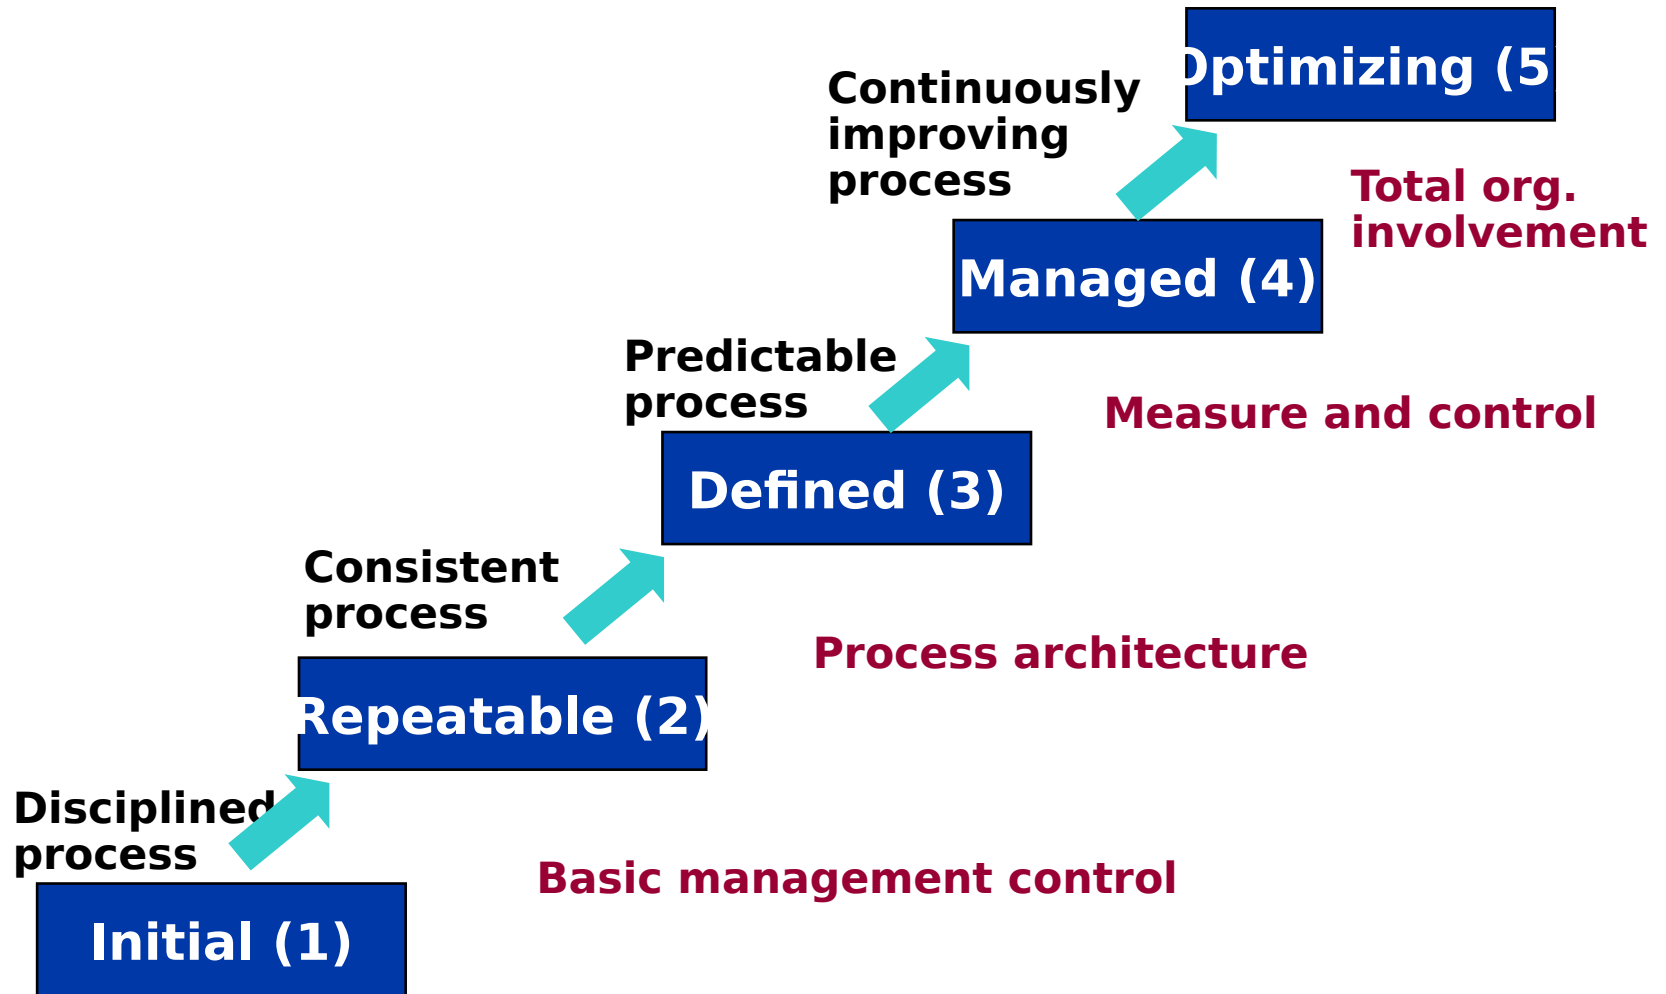 Optimizing (5
Continuously
improving
process
Total org.
involvement
Managed (4)
Predictable
process
Measure and control
Defined (3)
Consistent
process
Process architecture
Repeatable (2)
Disciplined
process
Basic management control
Initial (1)